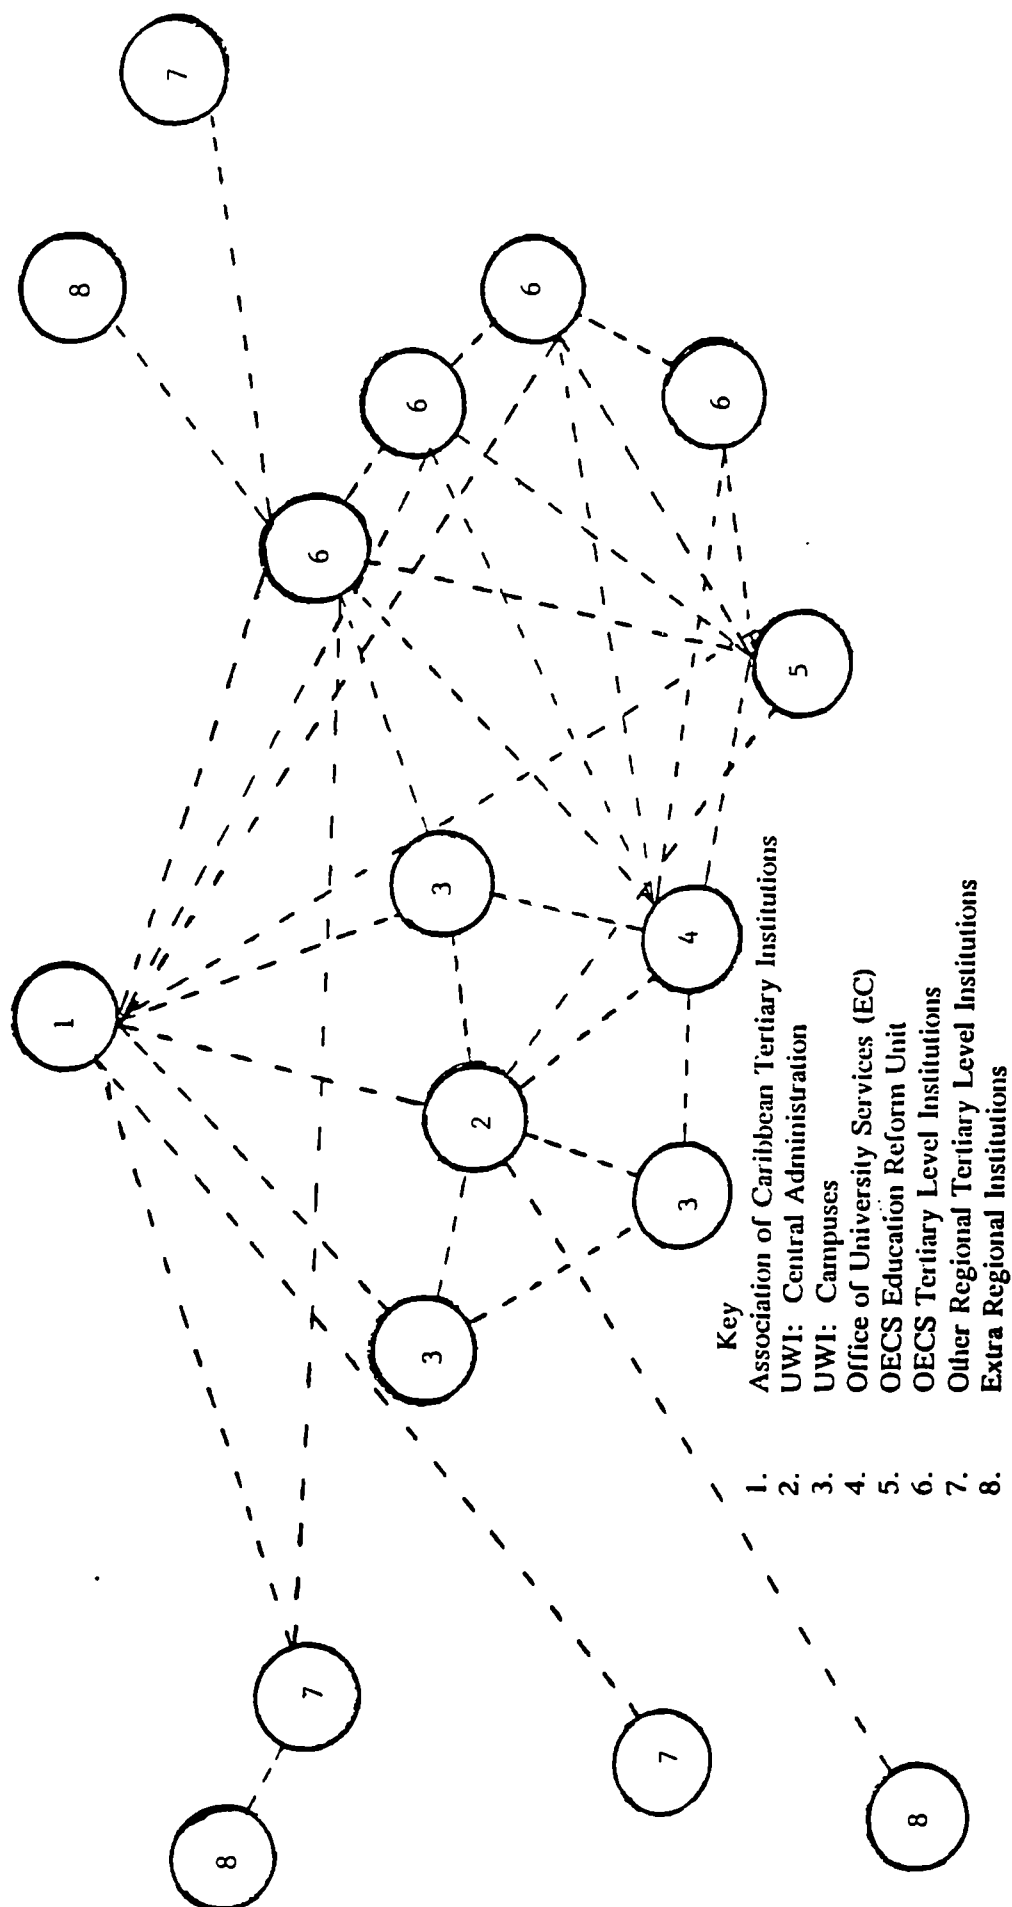 1
8
7
8
7
6
6
3
3
2
6
7
3
4
6
5
8
Key
1. Association of Caribbean Tertiary Institutions
2. UWI: Central Administration
3. UWI: Campuses
4. Office of University Services (EC)
5. OECS Education Reform Unit
6. OECS Tertiary Level Institutions
7. Other Regional Tertiary Level Institutions
8. Extra Regional Institutions